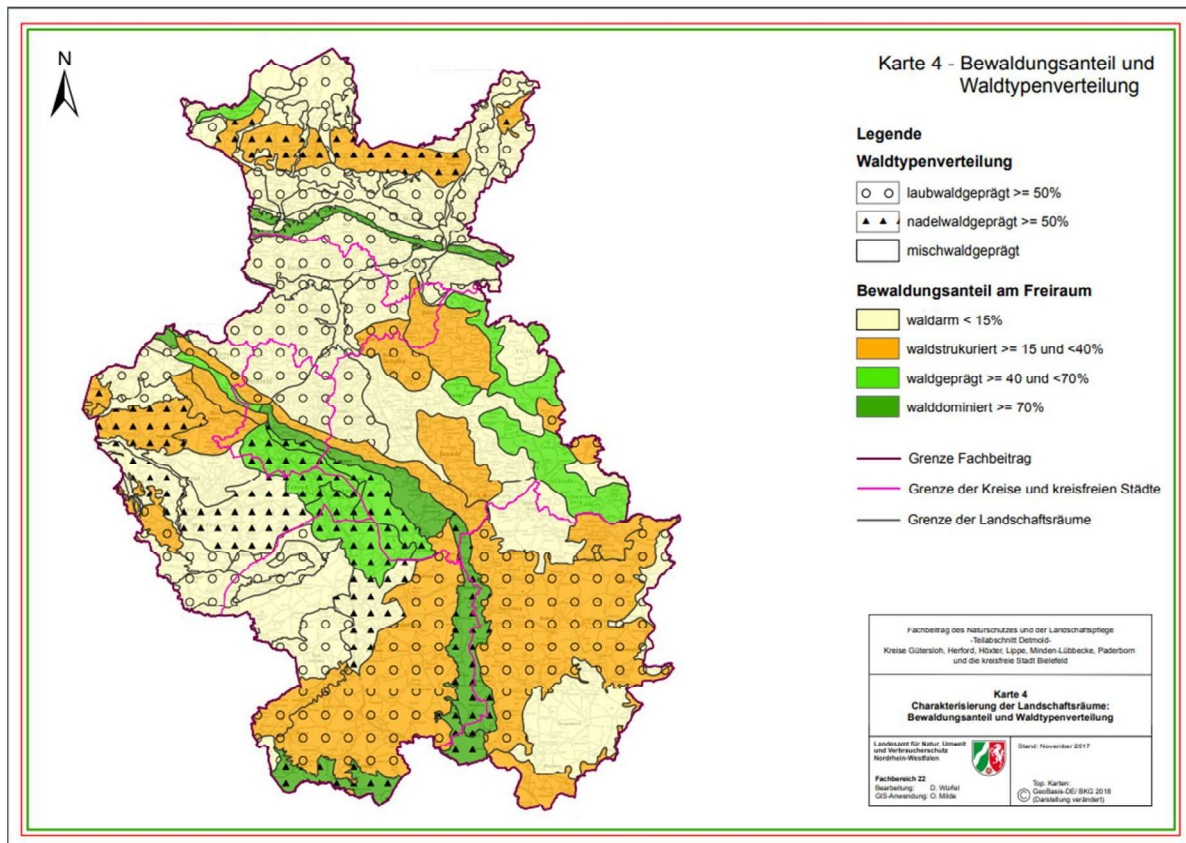 N
Karte 4 - Bewaldungsanteil und
Waldtypenverteilung
Legende
Waldtypenverteilung
laubwaldgeprägt >= 50%
nadelwaldgeprägt >= 50%
mischwaldgeprägt
Bewaldungsanteil am Freiraum
waldarm < 15%
waldstrukuriert >= 15 und <40%
waldgeprägt >= 40 und <70%
walddominiert >= 70%
Grenze Fachbeitrag
Grenze der Kreise und kreisfreien Städte
Grenze der Landschaftsräume
Fachbeitrag des Naturschutzes und der Landschaftspflege
-Teilabschnitt Detmold-
Kreise Gütersloh, Herford, Höxter, Lippe, Minden-Lübbecke, Paderborn
und die kreisfreie Stadt Bielefeld
Karte 4
Charakterisierung der Landschaftsräume:
Bewaldungsanteil und Waldtypenverteilung
Landesamt für Natur, Umwelt
und Verbraucherschutz
Nordrhein-Westfalen
Fachbereich 22
Bearbeitung: D. Würfel
GIS-Anwendung: O. Milde
Stand: November 2017
Top. Karten:
© GeoBasis-DE/ BKG 2018
(Darstellung verändert)